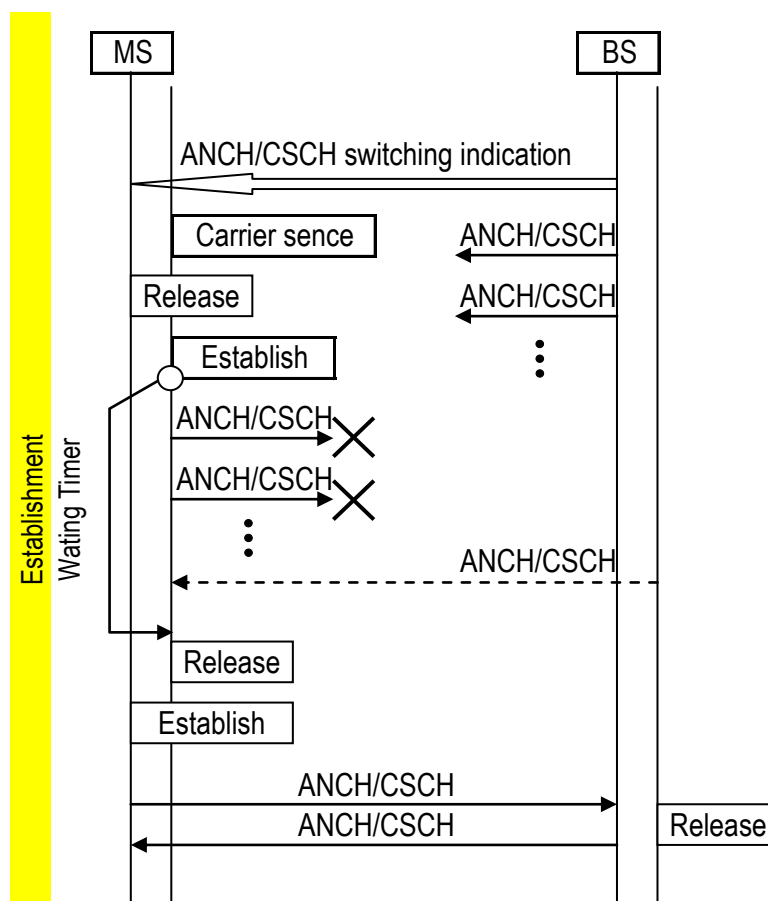 MS
BS
ANCH/CSCH switching indication
Carrier sence
ANCH/CSCH
Release
ANCH/CSCH
Establish
ANCH/CSCH
ANCH/CSCH
Establishment
Wating Timer
ANCH/CSCH
Release
Establish
ANCH/CSCH
ANCH/CSCH
Release